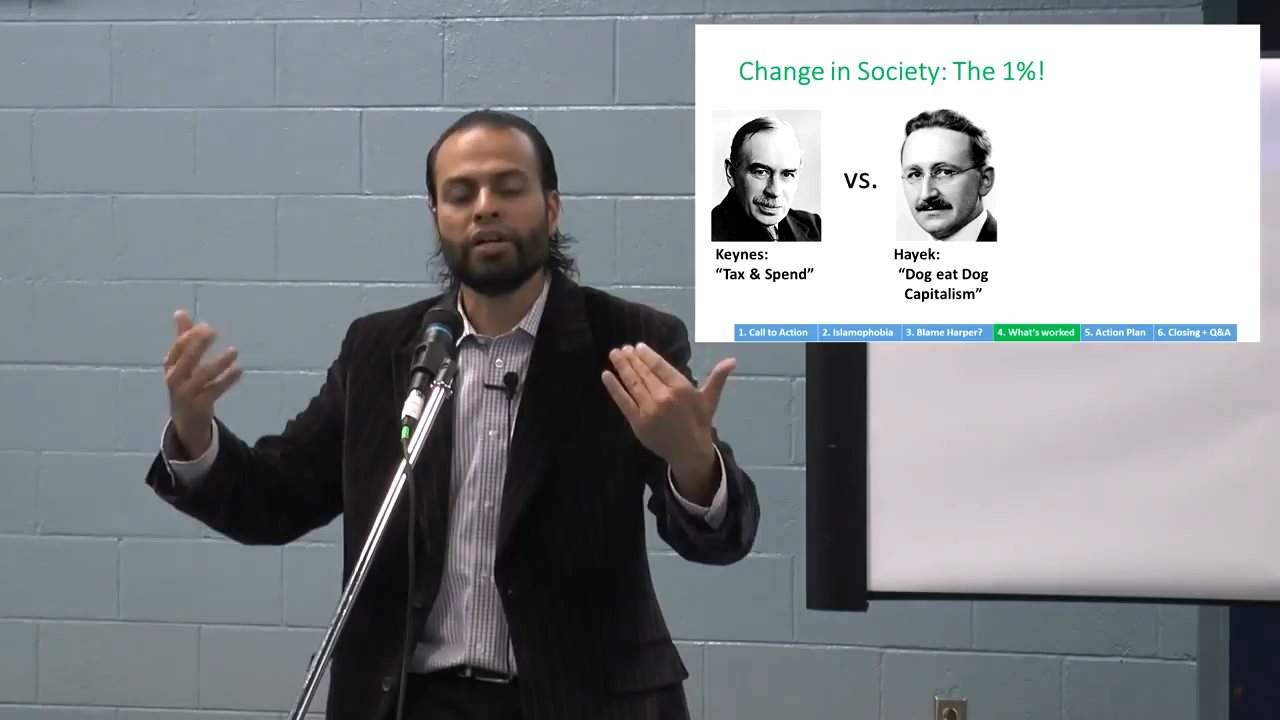 Change in Society: The 1%!
VS.
Keynes:
“Tax & Spend”
Hayek:
“Dog eat Dog
Capitalism”
1. Call to Action 2. Islamophobia 3. Blame Harper? 4. What's worked 5. Action Plan 6. Closing + Q&A